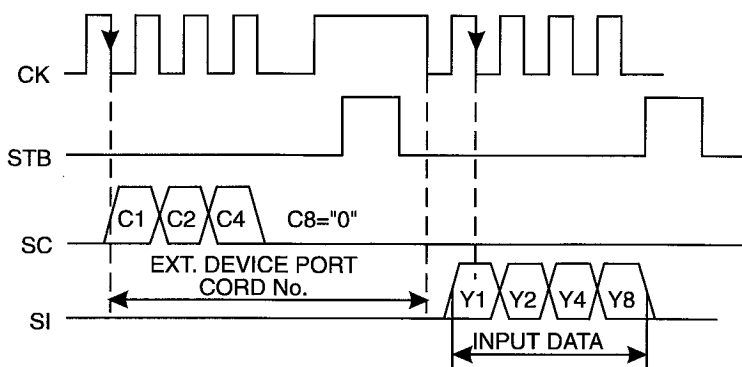 CK
STB
SC C1 C2 C4 C8="0"
EXT. DEVICE PORT
CORD No.
SI Y1 Y2 Y4 Y8
INPUT DATA